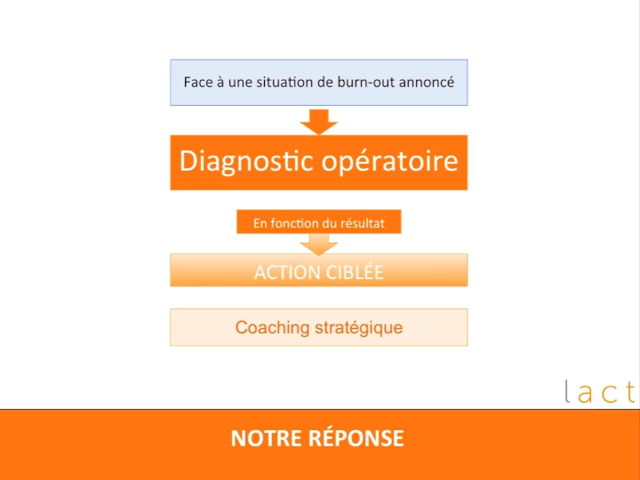 Face à une situation de burn-out annoncé
Diagnostic opératoire
En fonction du résultat
ACTION CIBLÉE
Coaching stratégique
lact
NOTRE RÉPONSE